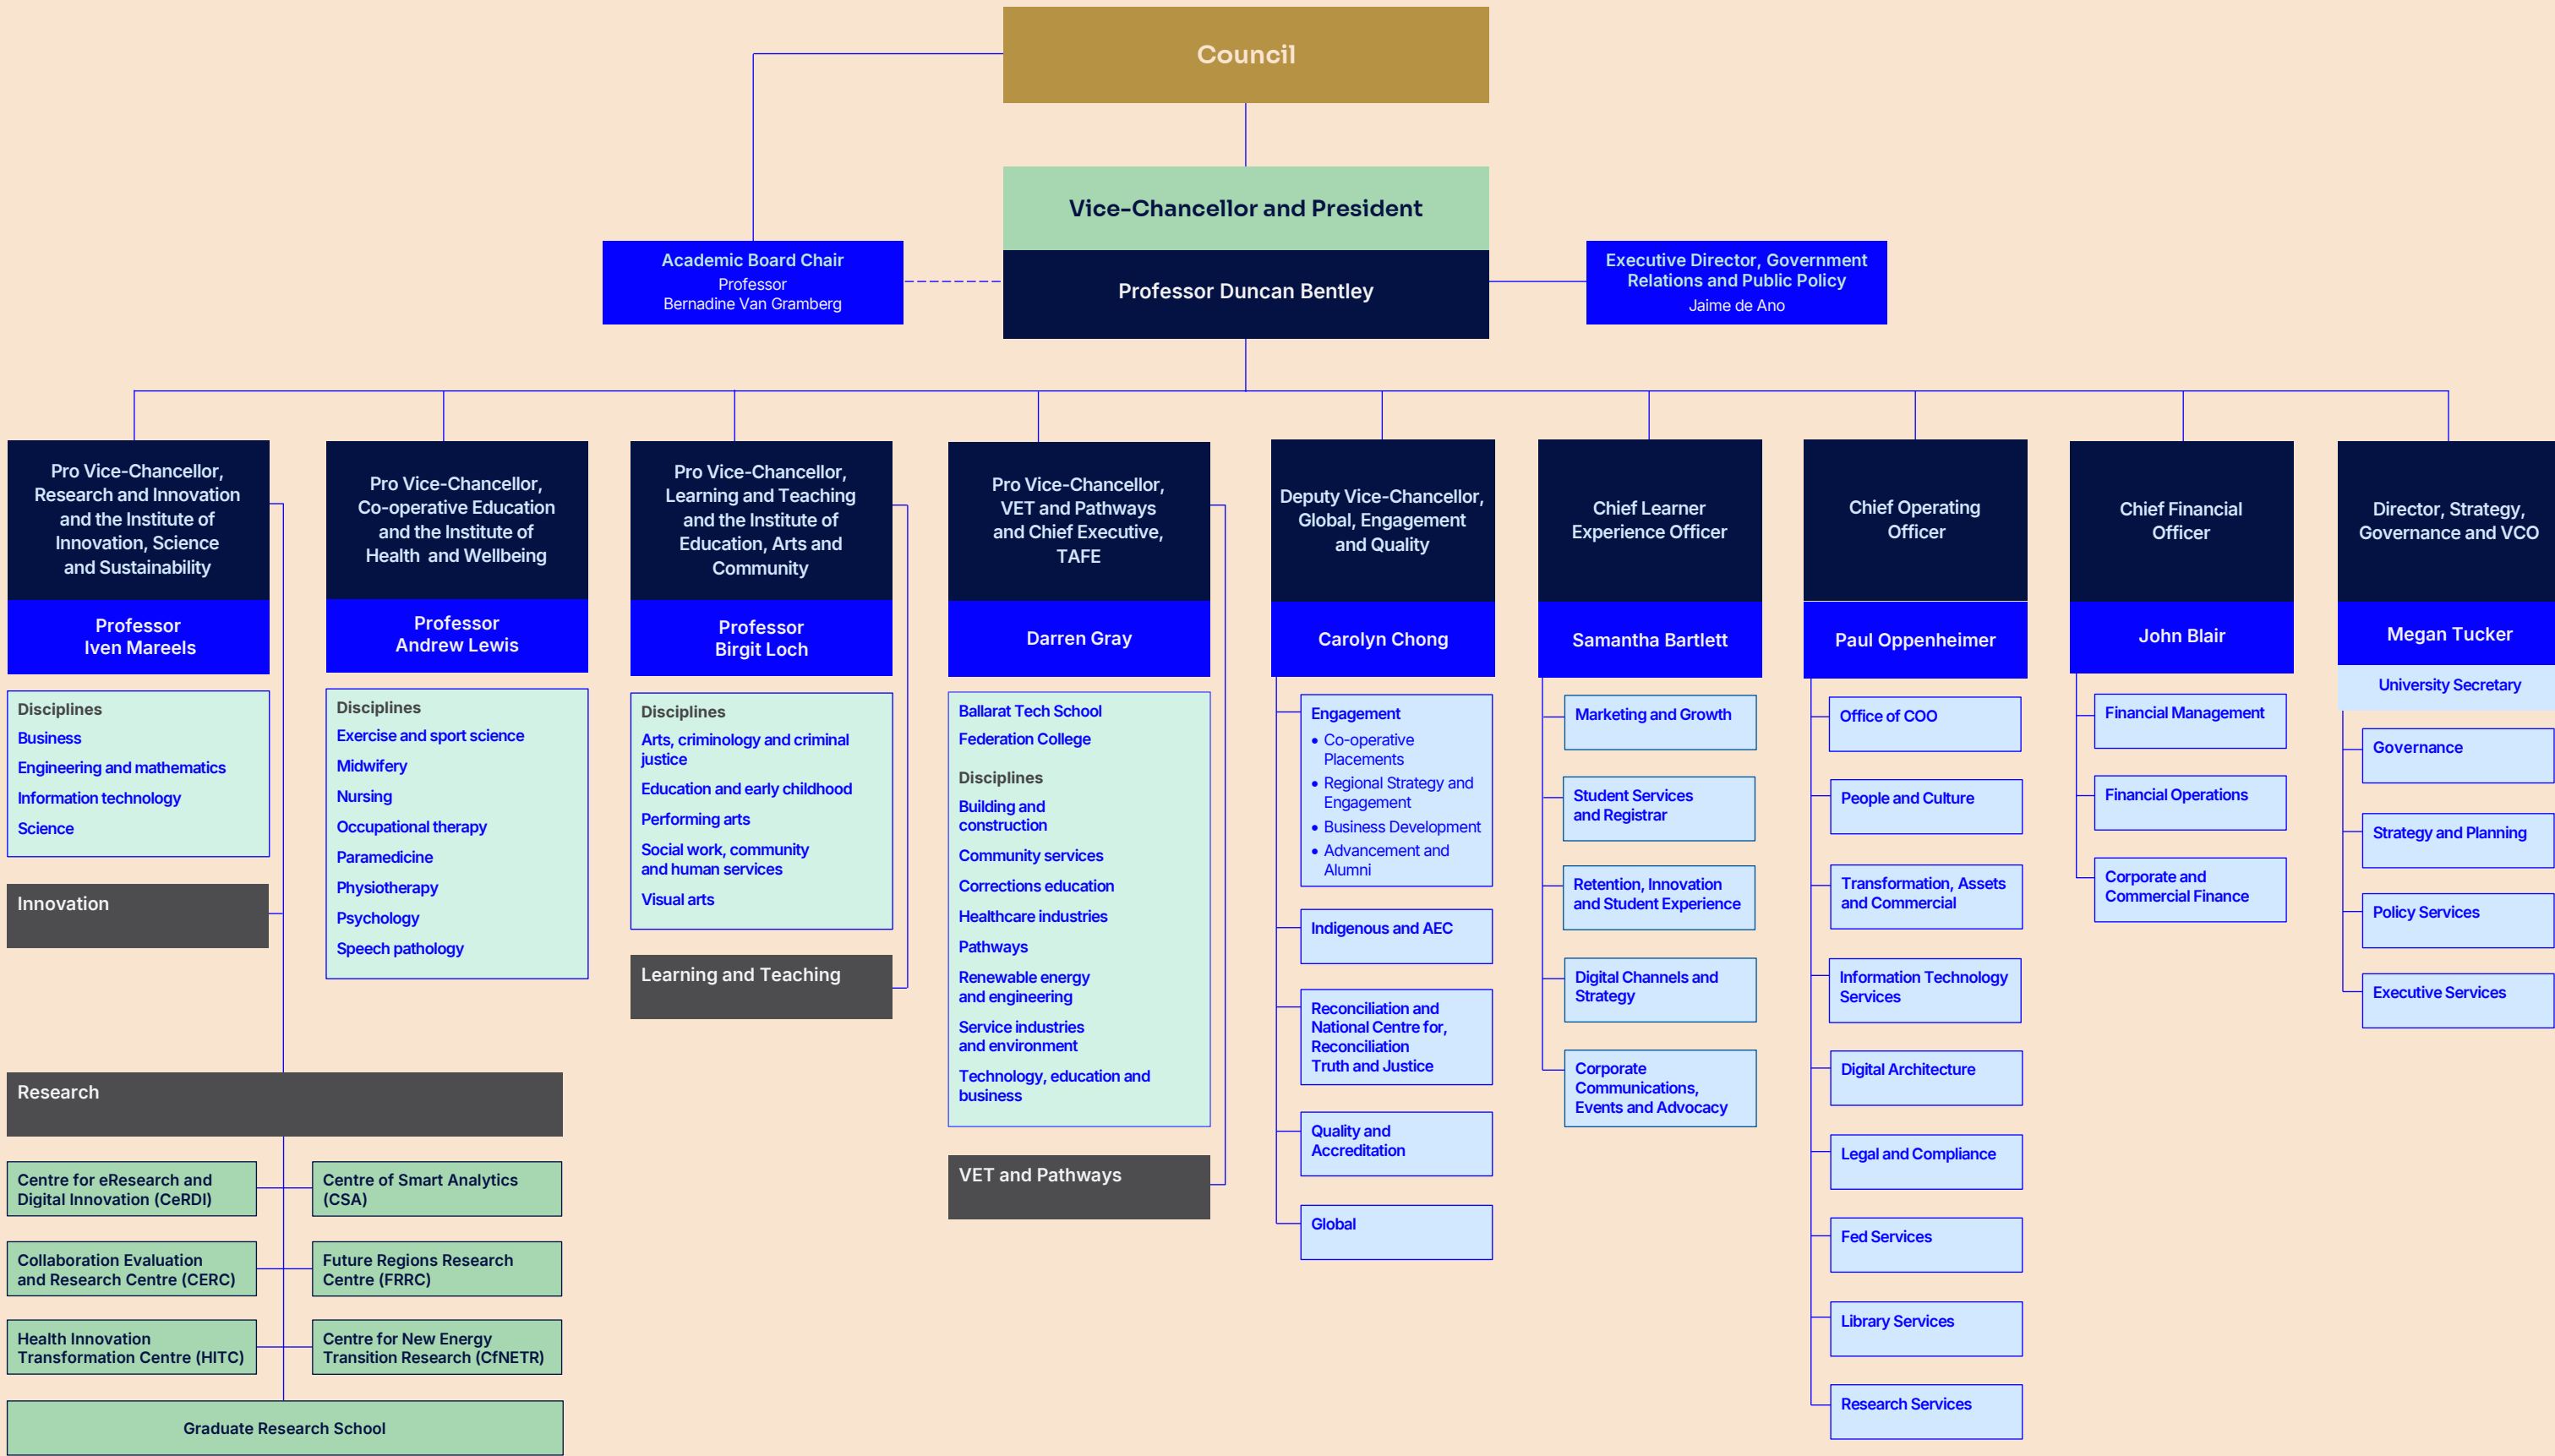 Council
Vice-Chancellor and President
Professor Duncan Bentley
Academic Board Chair
Professor
Bernadine Van Gramberg
Executive Director, Government
Relations and Public Policy
Jaime de Ano
Pro Vice-Chancellor,
Research and Innovation
and the Institute of
Innovation, Science
and Sustainability
Professor
Iven Mareels
Disciplines
Business
Engineering and mathematics
Information technology
Science
Innovation
Research
Centre for eResearch and
Digital Innovation (CeRDI)
Centre of Smart Analytics
(CSA)
Collaboration Evaluation
and Research Centre (CERC)
Future Regions Research
Centre (FRRC)
Health Innovation
Transformation Centre (HITC)
Centre for New Energy
Transition Research (CfNETR)
Graduate Research School
Pro Vice-Chancellor,
Co-operative Education
and the Institute of
Health and Wellbeing
Professor
Andrew Lewis
Disciplines
Exercise and sport science
Midwifery
Nursing
Occupational therapy
Paramedicine
Physiotherapy
Psychology
Speech pathology
Pro Vice-Chancellor,
Learning and Teaching
and the Institute of
Education, Arts and
Community
Professor
Birgit Loch
Disciplines
Arts, criminology and criminal
justice
Education and early childhood
Performing arts
Social work, community
and human services
Visual arts
Learning and Teaching
Pro Vice-Chancellor,
VET and Pathways
and Chief Executive,
TAFE
Darren Gray
Ballarat Tech School
Federation College
Disciplines
Building and
construction
Community services
Corrections education
Healthcare industries
Pathways
Renewable energy
and engineering
Service industries
and environment
Technology, education and
business
VET and Pathways
Deputy Vice-Chancellor,
Global, Engagement
and Quality
Carolyn Chong
Engagement
• Co-operative
Placements
• Regional Strategy and
Engagement
• Business Development
• Advancement and
Alumni
Indigenous and AEC
Reconciliation and
National Centre for,
Reconciliation
Truth and Justice
Quality and
Accreditation
Global
Chief Learner
Experience Officer
Samantha Bartlett
Marketing and Growth
Student Services
and Registrar
Retention, Innovation
and Student Experience
Digital Channels and
Strategy
Corporate
Communications,
Events and Advocacy
Chief Operating
Officer
Paul Oppenheimer
Office of COO
People and Culture
Transformation, Assets
and Commercial
Information Technology
Services
Digital Architecture
Legal and Compliance
Fed Services
Library Services
Research Services
Chief Financial
Officer
John Blair
Financial Management
Financial Operations
Corporate and
Commercial Finance
Director, Strategy,
Governance and VCO
Megan Tucker
University Secretary
Governance
Strategy and Planning
Policy Services
Executive Services